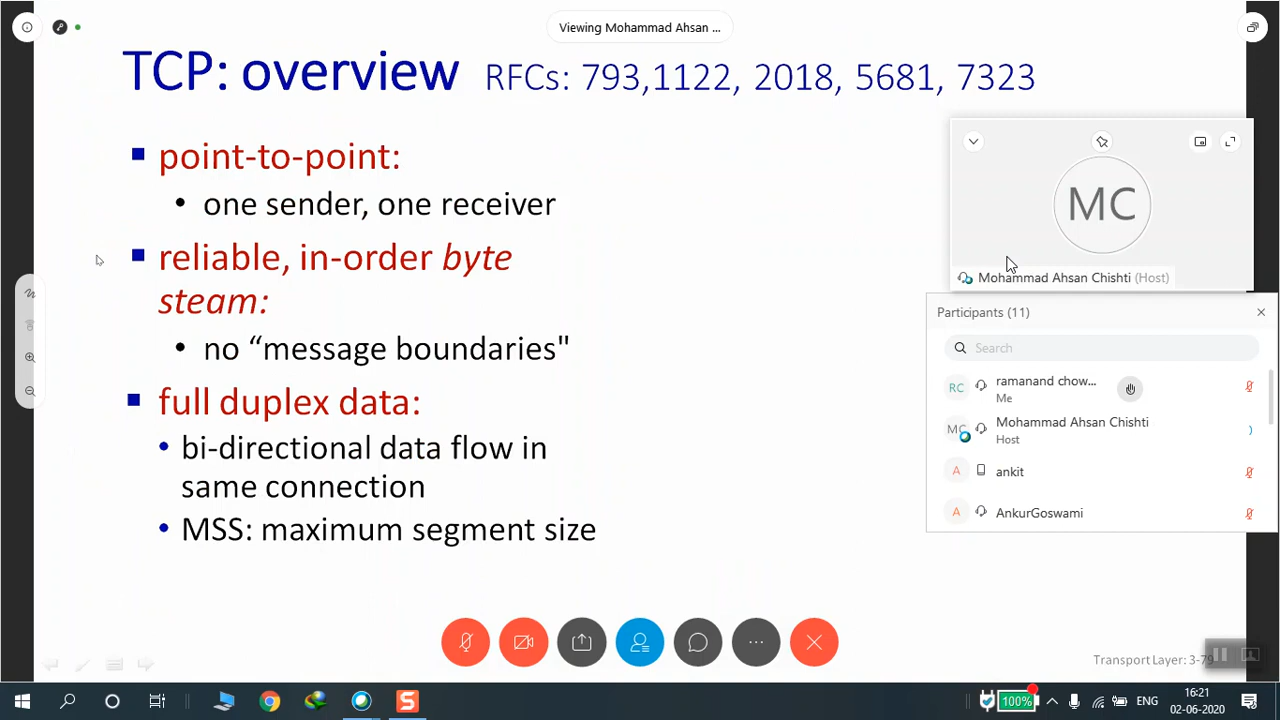 Viewing Mohammad Ahsan ...
TCP: overview RFCs: 793,1122, 2018, 5681, 7323
point-to-point:
• one sender, one receiver
reliable, in-order byte
steam:
• no “message boundaries"
full duplex data:
• bi-directional data flow in
same connection
• MSS: maximum segment size
MC
Mohammad Ahsan Chishti (Host)
Participants (11)
Search
RC ramanand chow...
Me
MC Mohammad Ahsan Chishti
Host
A ankit
A AnkurGoswami
Transport Layer: 3-79
100%
ENG
16:21
02-06-2020